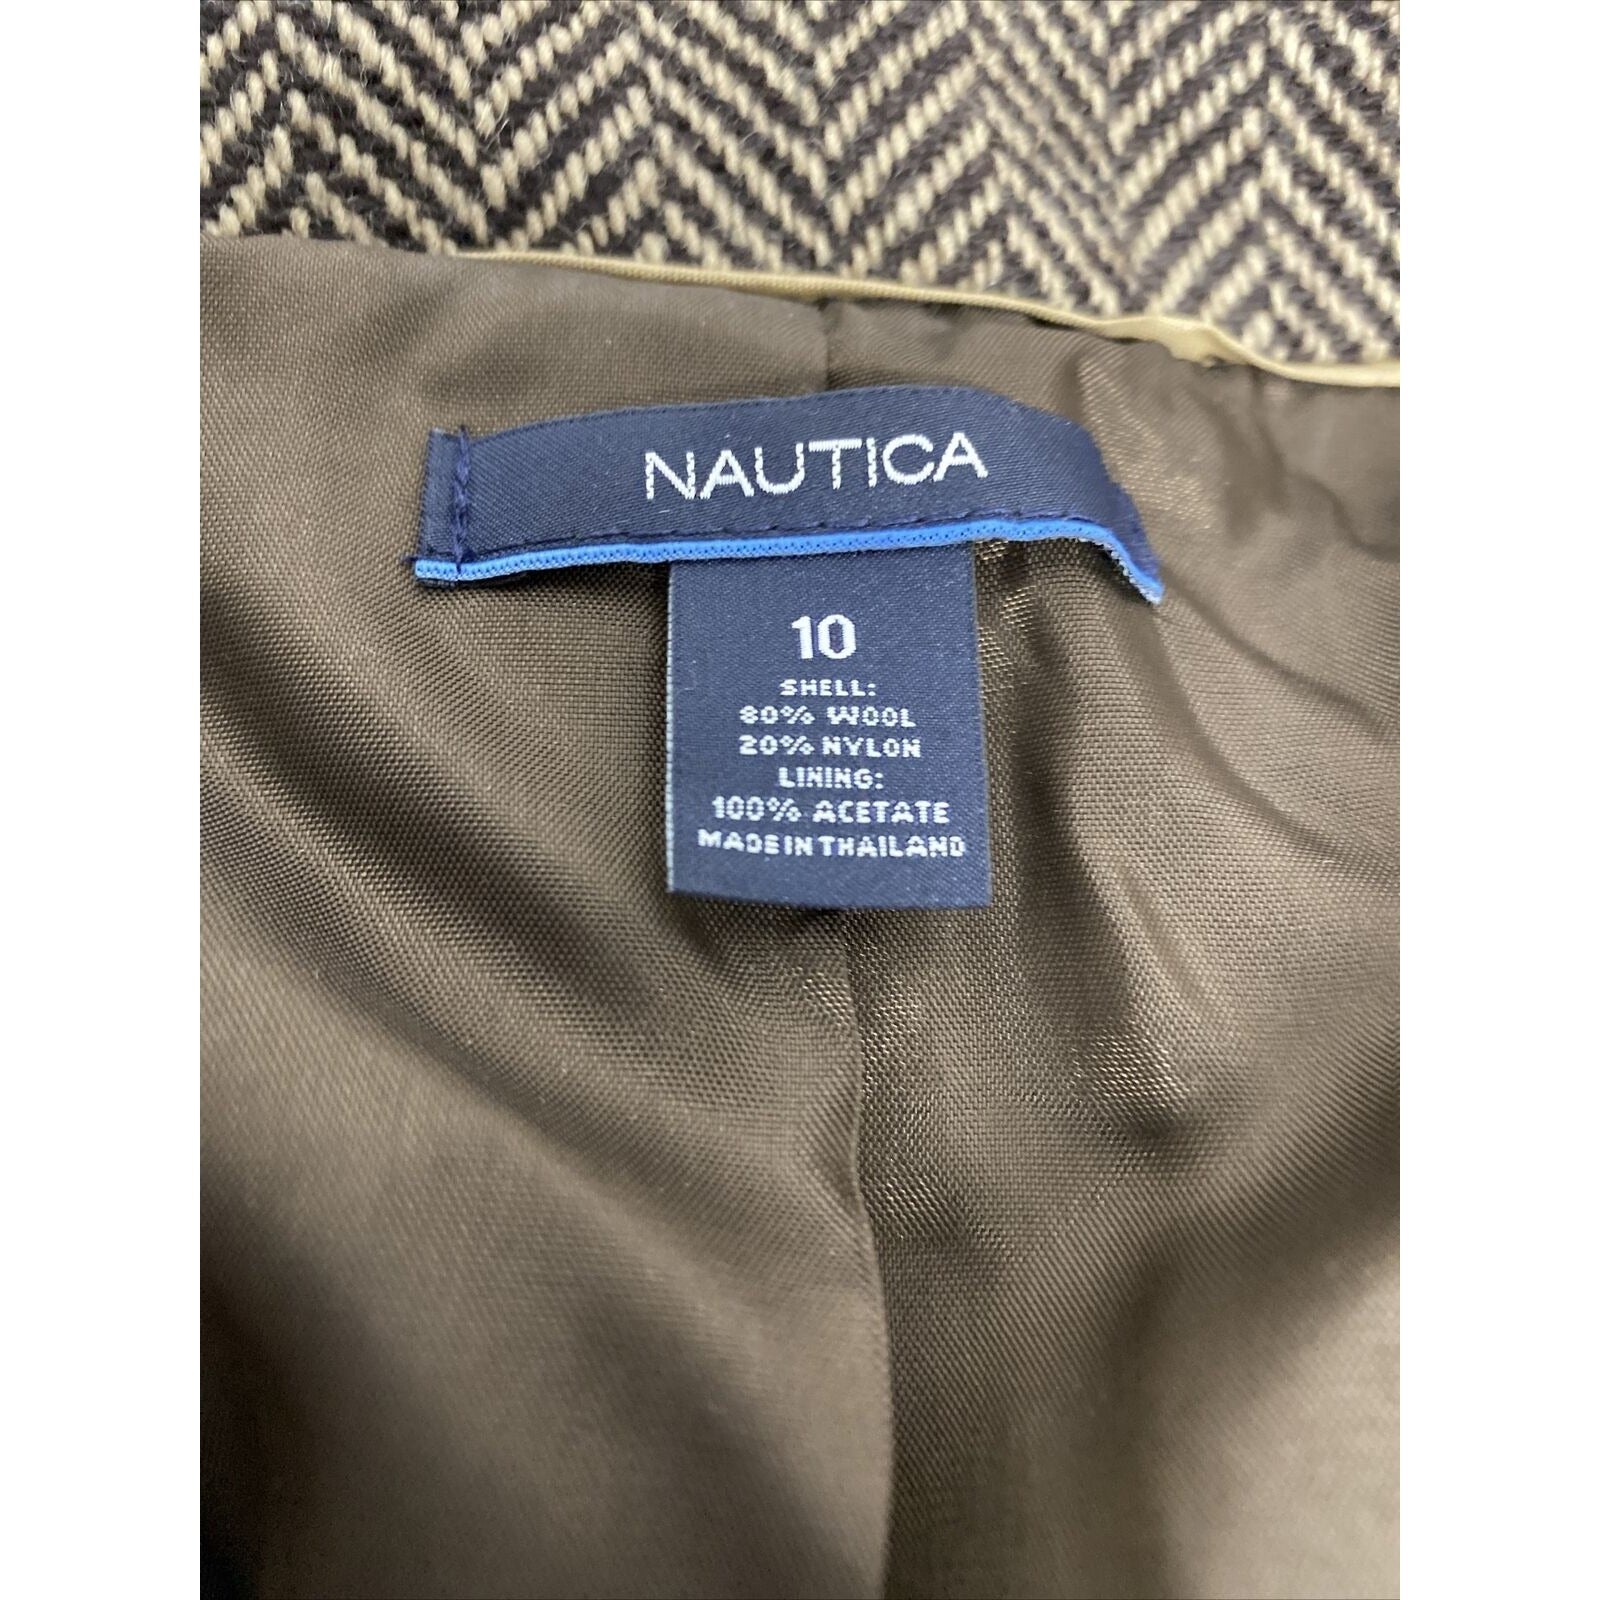 NAUTICA
10
SHELL:
80% WOOL
20% NYLON
LINING:
100% ACETATE
MADE IN THAILAND